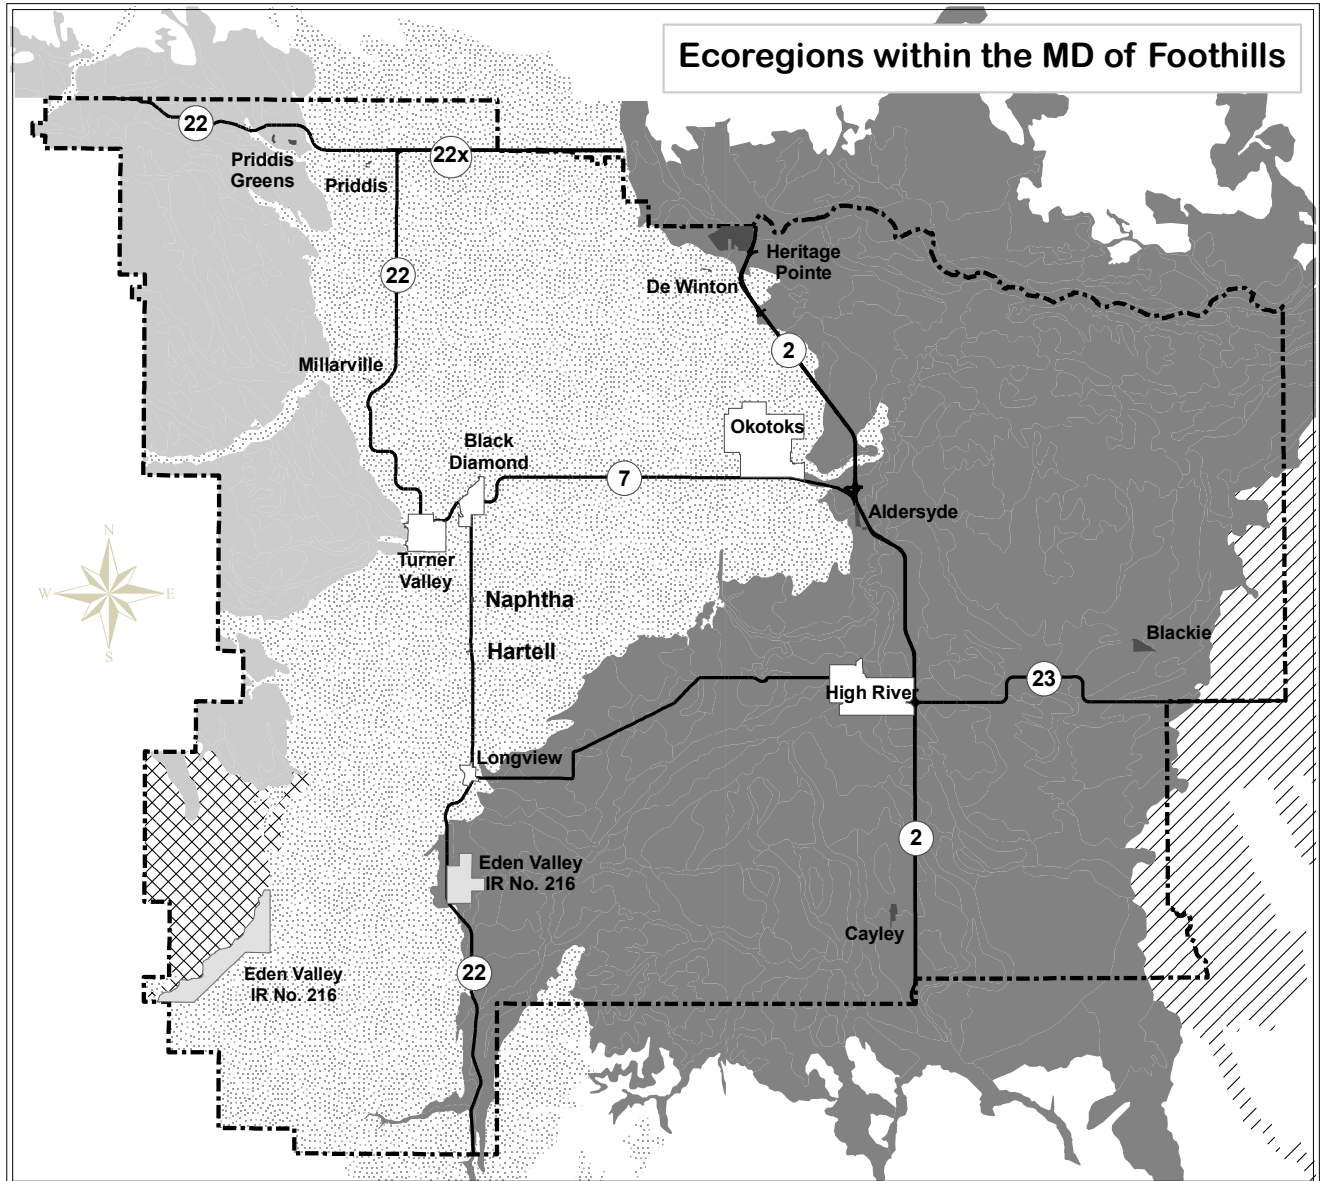 Ecoregions within the MD of Foothills
22
22x
Priddis
Greens
Priddis
22
Heritage
Pointe
De Winton
2
Millarville
Okotoks
Black
Diamond
7
Aldersyde
N
W
E
S
Turner
Valley
Naphtha
Hartell
Blackie
23
High River
Longview
2
Eden Valley
IR No. 216
Cayley
22
Eden Valley
IR No. 216